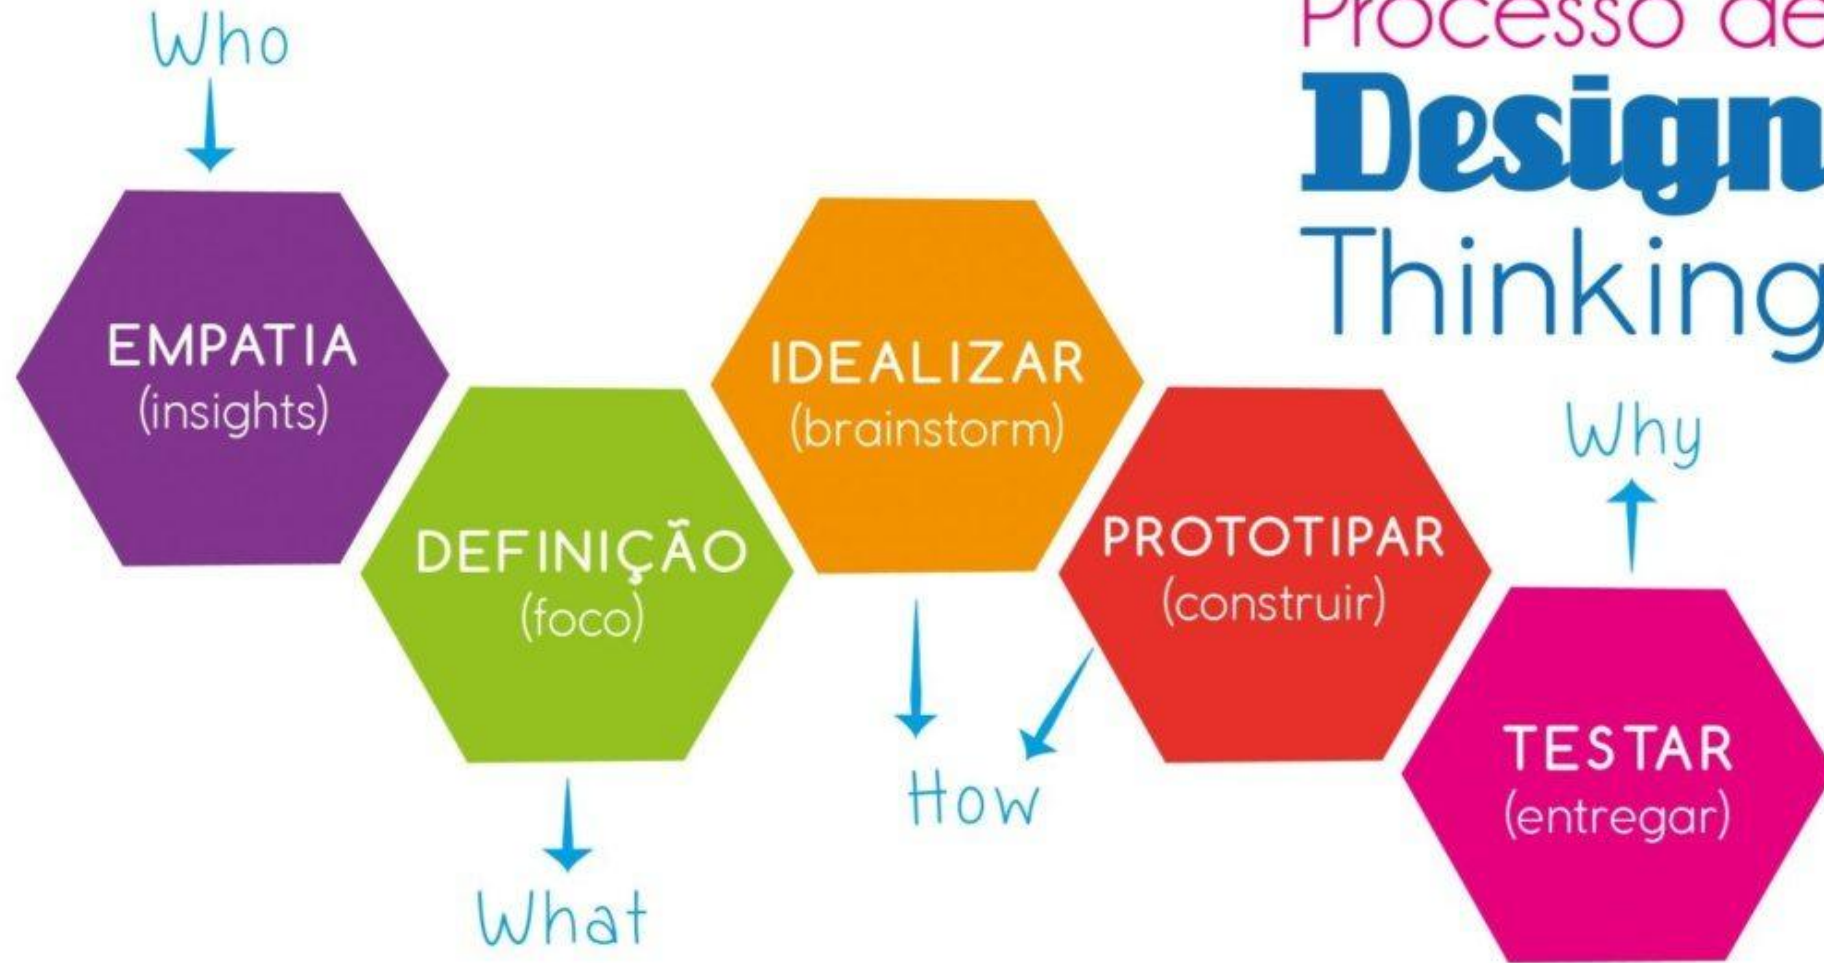 Processo de
Design
Thinking
Who
EMPATIA
(insights)
DEFINIÇÃO
(foco)
What
IDEALIZAR
(brainstorm)
How
PROTOTIPAR
(construir)
Why
TESTAR
(entregar)